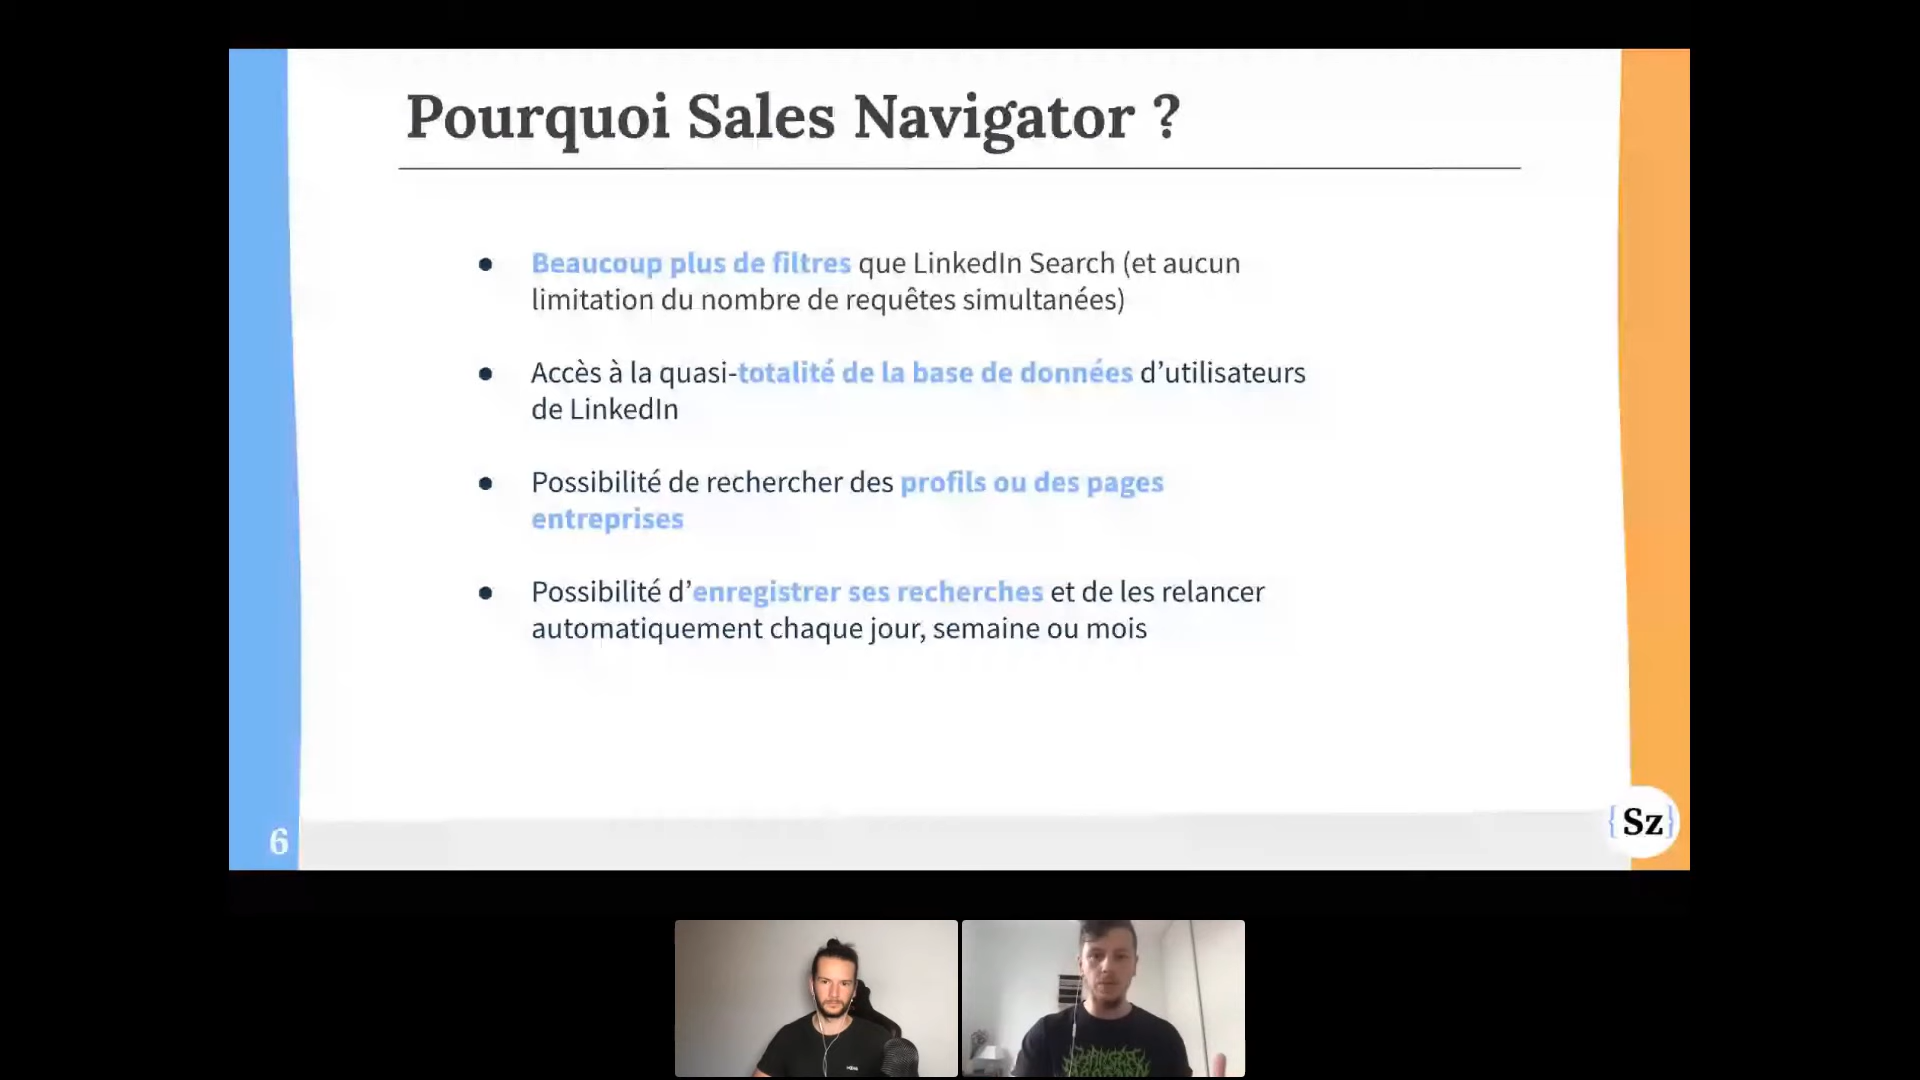 Pourquoi Sales Navigator ?
● Beaucoup plus de filtres que LinkedIn Search (et aucun
limitation du nombre de requêtes simultanées)
● Accès à la quasi-totalité de la base de données d’utilisateurs
de LinkedIn
● Possibilité de rechercher des profils ou des pages
entreprises
● Possibilité d’enregistrer ses recherches et de les relancer
automatiquement chaque jour, semaine ou mois
6
{Sz}